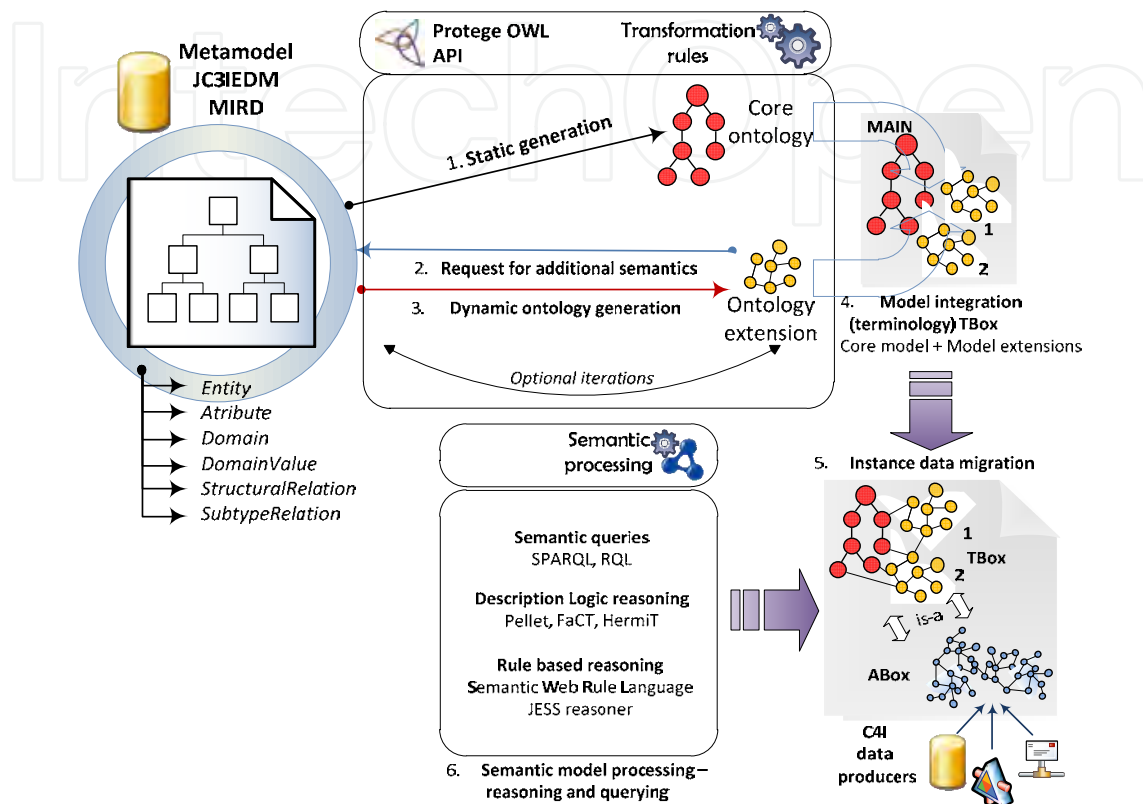 IntechOpen
Metamodel
JC3IEDM
MIRD
Protege OWL
API
Transformation
rules
1. Static generation
Core
ontology
MAIN
1
2
2. Request for additional semantics
3. Dynamic ontology generation
Ontology
extension
Optional iterations
4. Model integration
(terminology) TBox
Core model + Model extensions
Entity
Atribute
Domain
DomainValue
StructuralRelation
SubtypeRelation
Semantic
processing
Semantic queries
SPARQL, RQL
Description Logic reasoning
Pellet, FaCT, HermiT
Rule based reasoning
Semantic Web Rule Language
JESS reasoner
6. Semantic model processing –
reasoning and querying
5. Instance data migration
1
TBox
2
is-a
ABox
C4I
data
producers